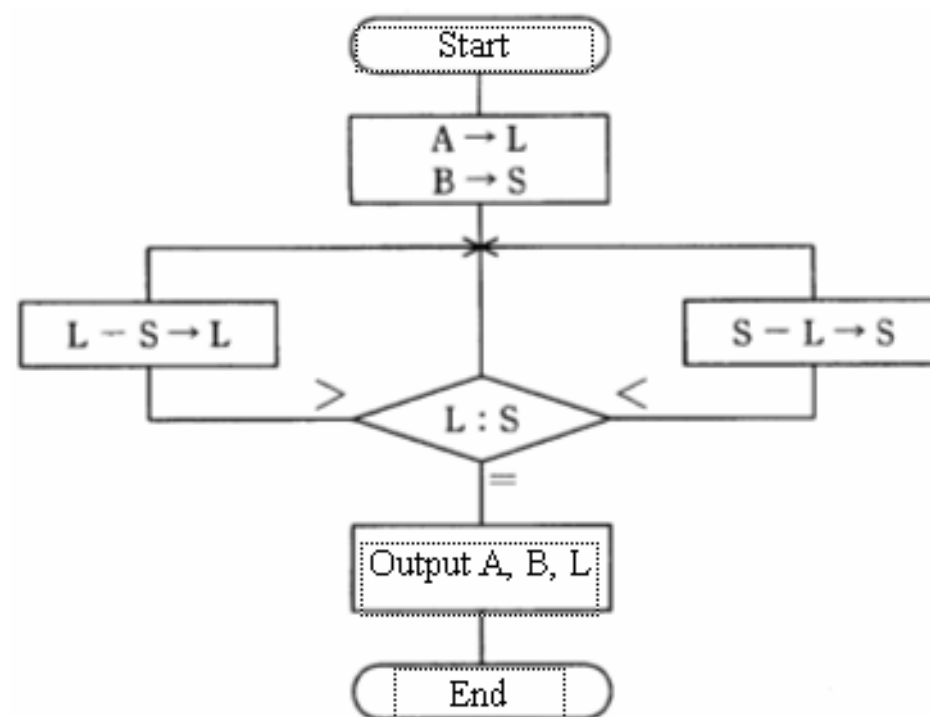 Start
A → L
B → S
L − S → L
S − L → S
>
<
L : S
=
Output A, B, L
End